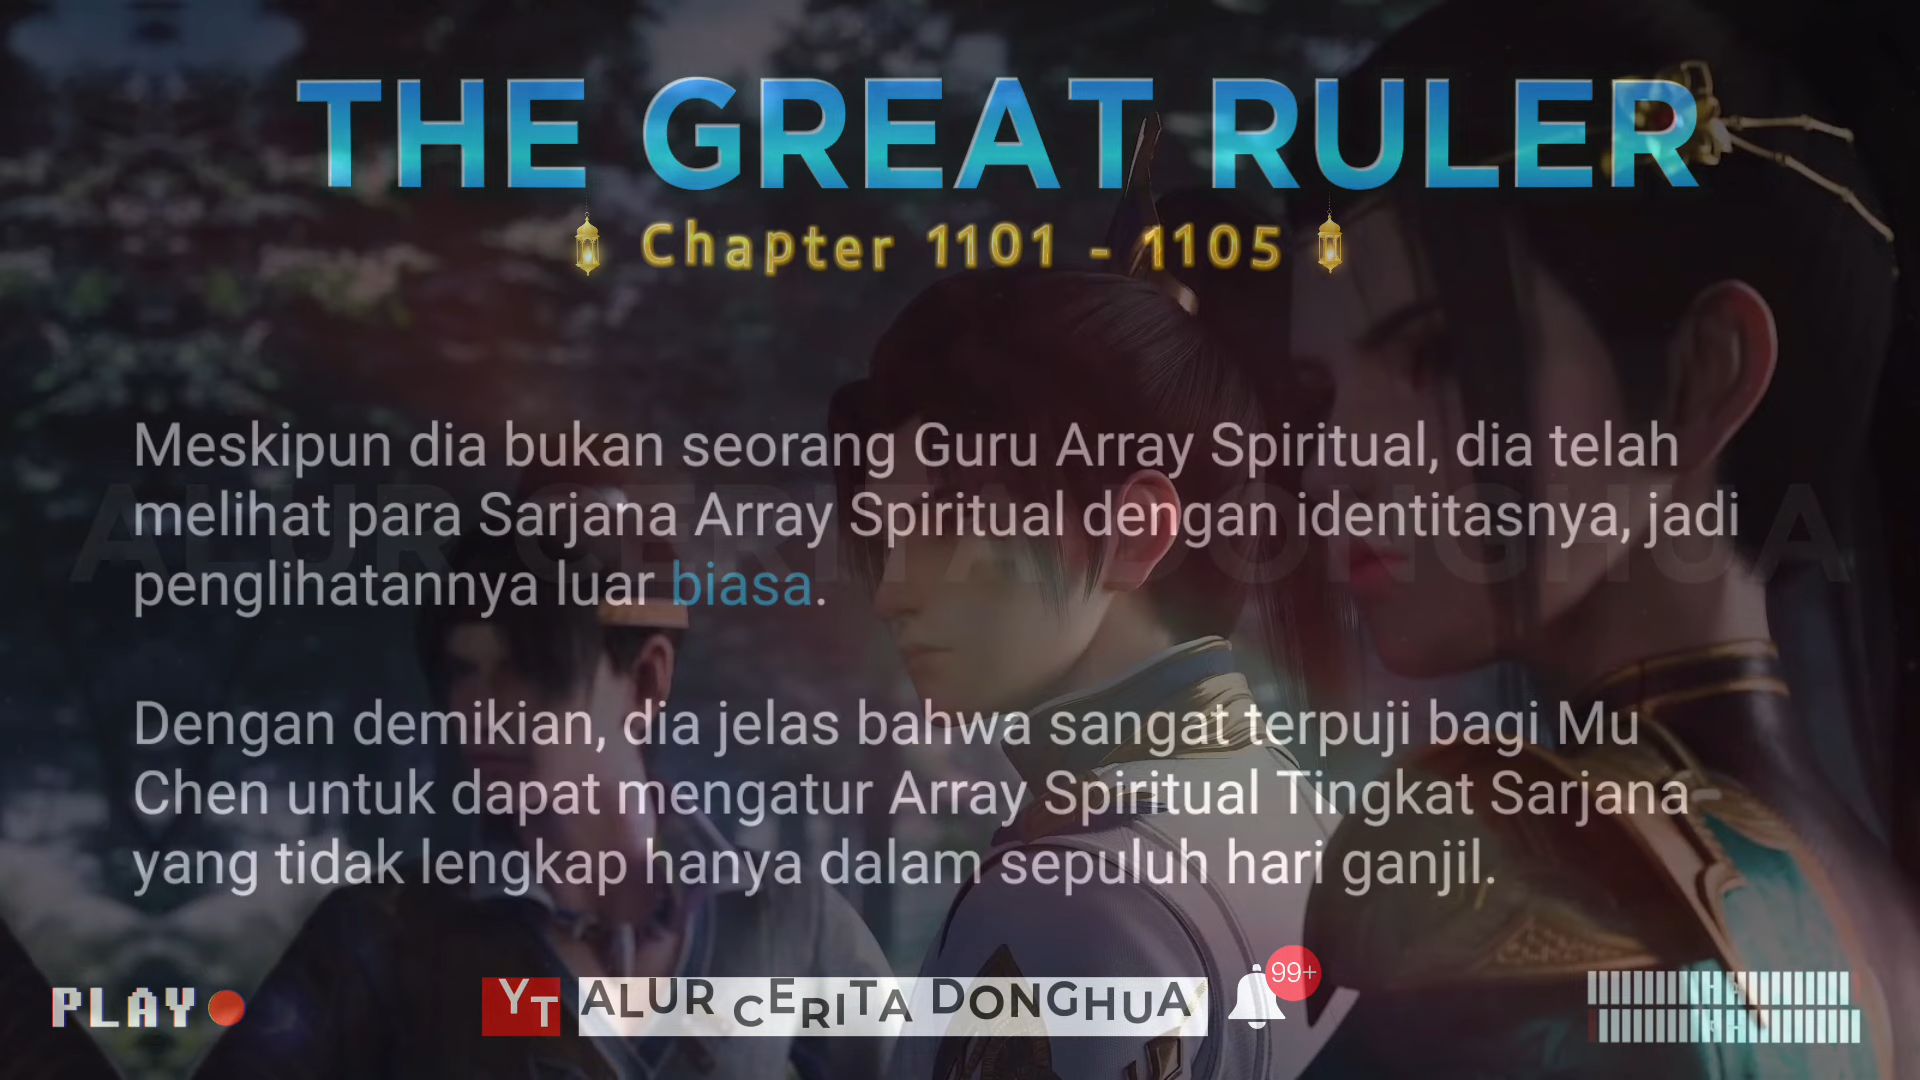 THE GREAT RULER
Chapter 1101 - 1105
Meskipun dia bukan seorang Guru Array Spiritual, dia telah
melihat para Sarjana Array Spiritual dengan identitasnya, jadi
penglihatannya luar biasa.
ALUR CERITA DONGHUA
Dengan demikian, dia jelas bahwa sangat terpuji bagi Mu
Chen untuk dapat mengatur Array Spiritual Tingkat Sarjana-
yang tidak lengkap hanya dalam sepuluh hari ganjil.
PLAY
YT ALUR CERITA DONGHUA
99+